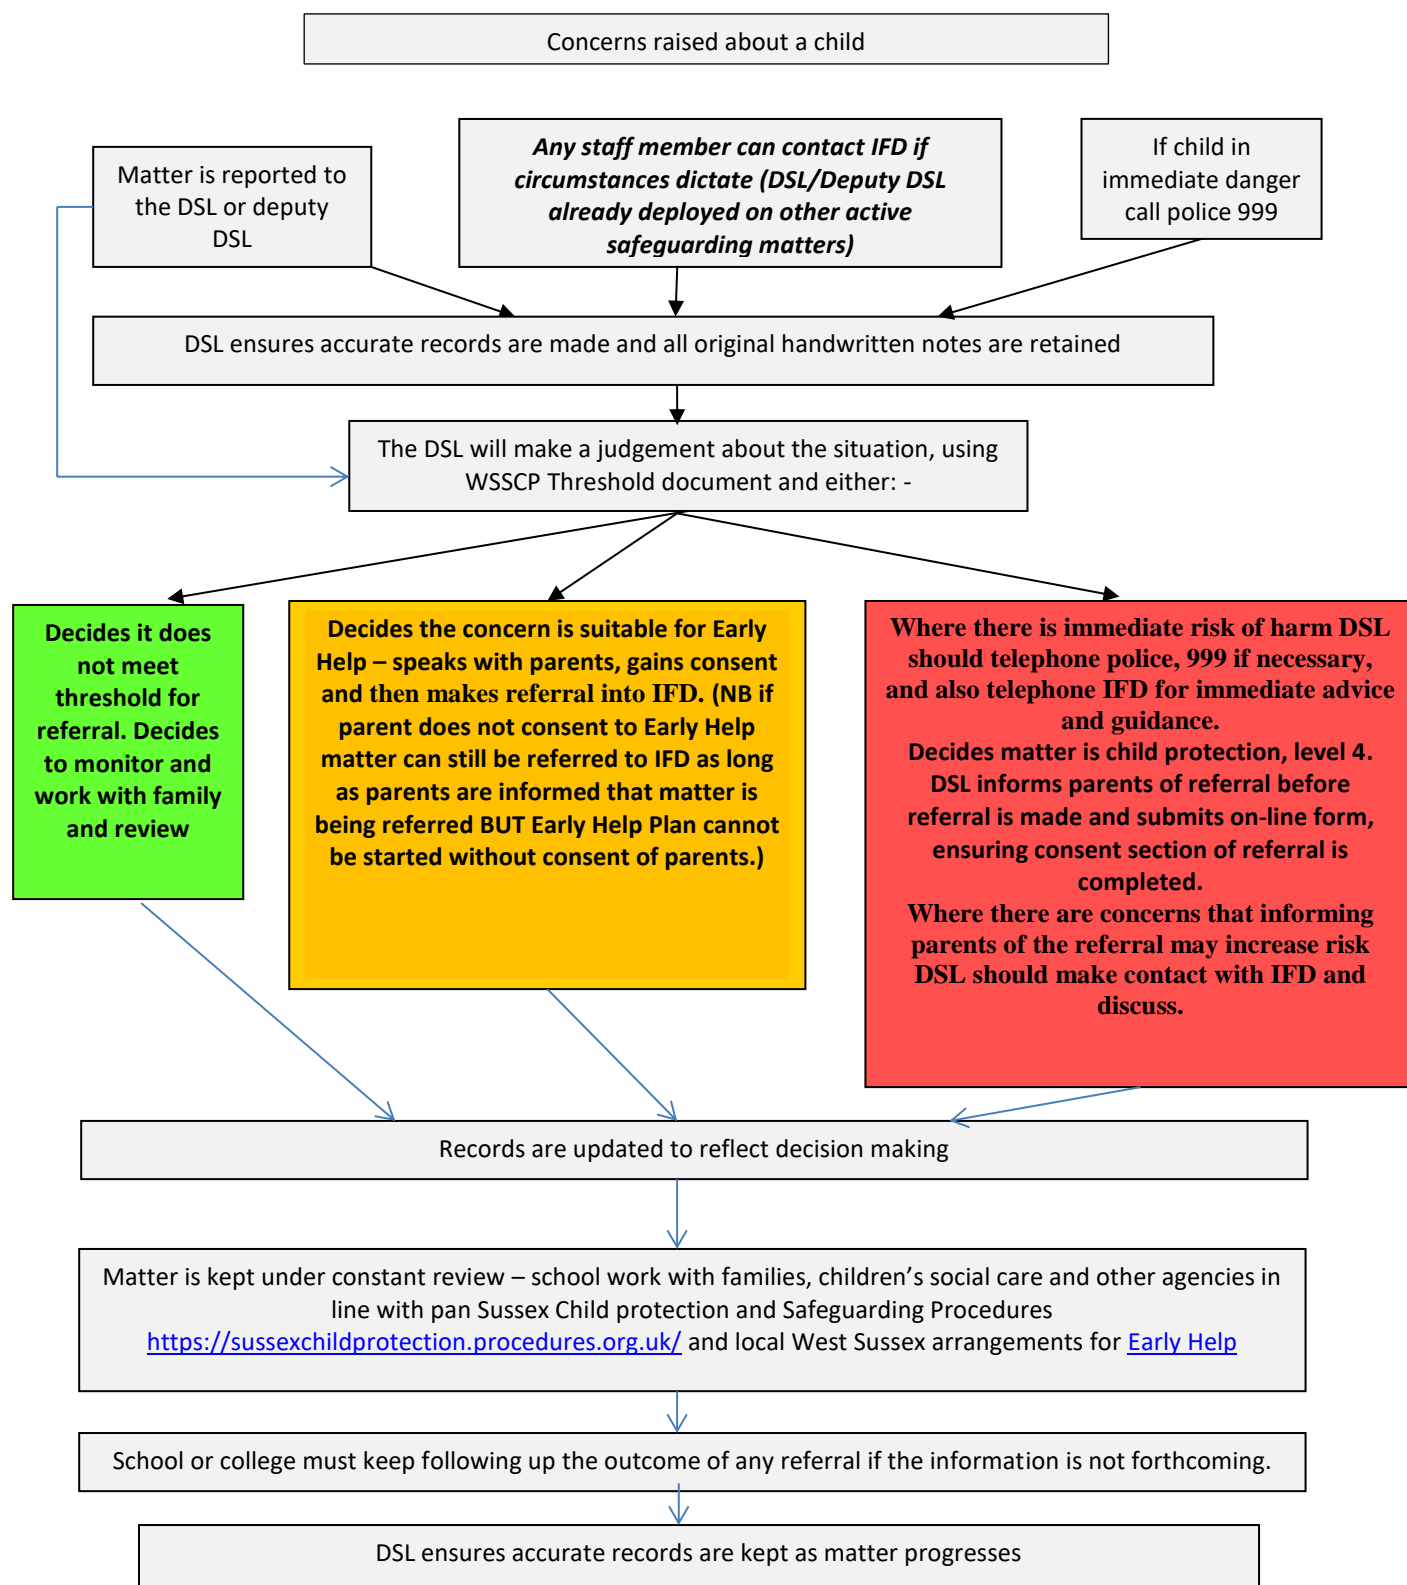 Concerns raised about a child
Matter is reported to
the DSL or deputy
DSL
Any staff member can contact IFD if
circumstances dictate (DSL/Deputy DSL
already deployed on other active
safeguarding matters)
If child in
immediate danger
call police 999
DSL ensures accurate records are made and all original handwritten notes are retained
The DSL will make a judgement about the situation, using
WSSCP Threshold document and either: -
Decides it does
not meet
threshold for
referral. Decides
to monitor and
work with family
and review
Decides the concern is suitable for Early
Help – speaks with parents, gains consent
and then makes referral into IFD. (NB if
parent does not consent to Early Help
matter can still be referred to IFD as long
as parents are informed that matter is
being referred BUT Early Help Plan cannot
be started without consent of parents.)
Where there is immediate risk of harm DSL
should telephone police, 999 if necessary,
and also telephone IFD for immediate advice
and guidance.
Decides matter is child protection, level 4.
DSL informs parents of referral before
referral is made and submits on-line form,
ensuring consent section of referral is
completed.
Where there are concerns that informing
parents of the referral may increase risk
DSL should make contact with IFD and
discuss.
Records are updated to reflect decision making
Matter is kept under constant review – school work with families, children’s social care and other agencies in
line with pan Sussex Child protection and Safeguarding Procedures
https://sussexchildprotection.procedures.org.uk/ and local West Sussex arrangements for Early Help
School or college must keep following up the outcome of any referral if the information is not forthcoming.
DSL ensures accurate records are kept as matter progresses